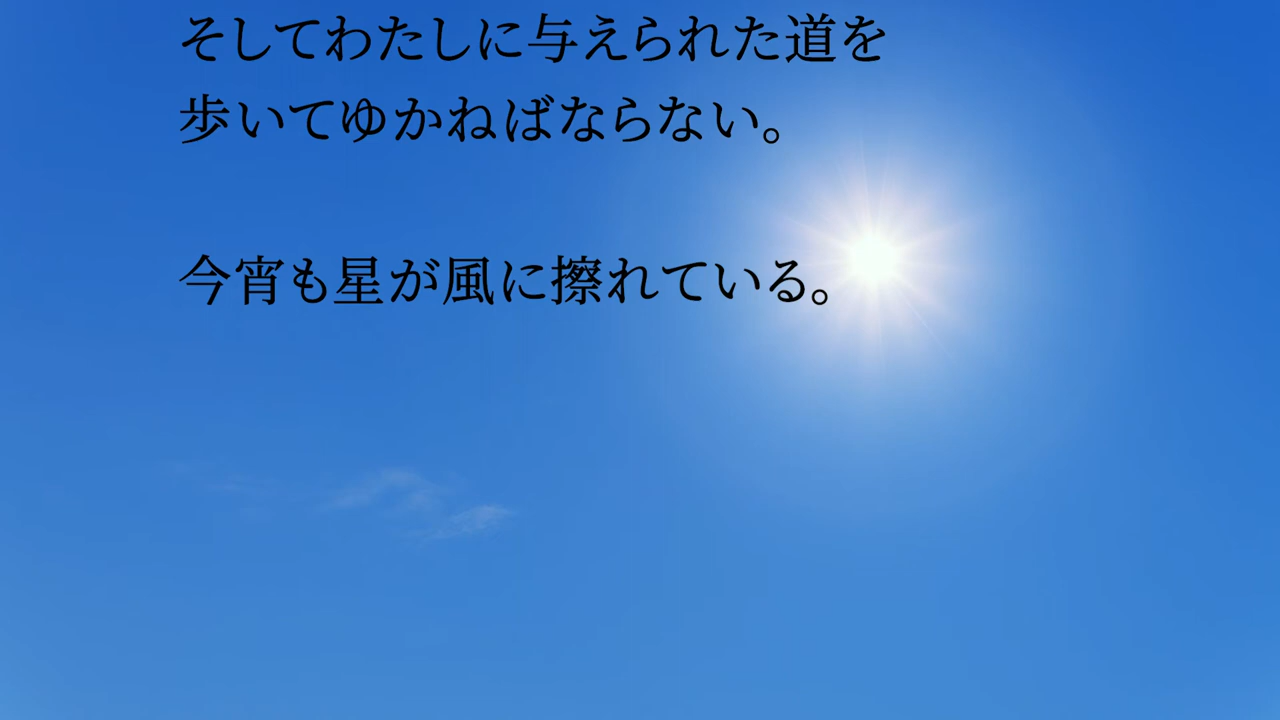 そしてわたしに与えられた道を
歩いてゆかねばならない。
今宵も星が風に擦れている。